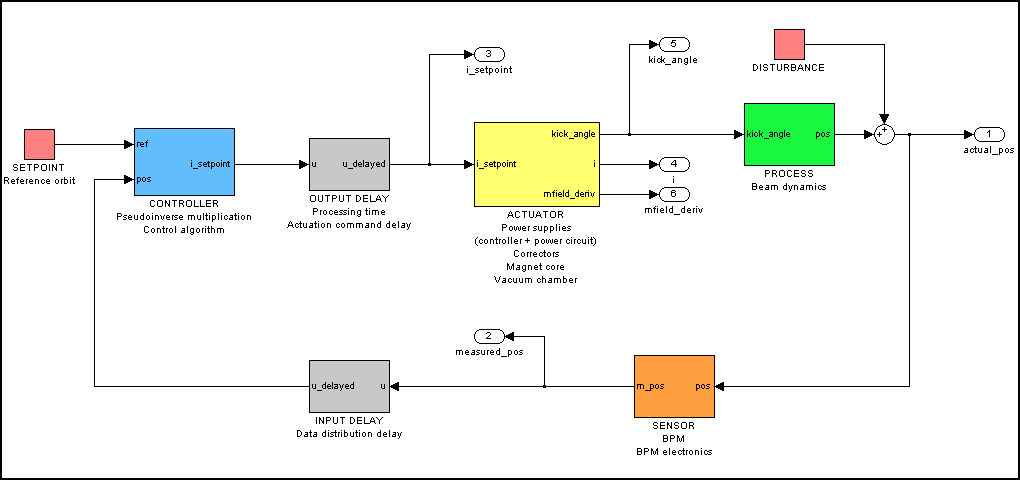 3
i_setpoint
5
kick_angle
DISTURBANCE
SETPOINT
Reference orbit
ref
i_setpoint
pos
CONTROLLER
Pseudoinverse multiplication
Control algorithm
u
u_delayed
OUTPUT DELAY
Processing time
Actuation command delay
kick_angle
i_setpoint
i
mfield_deriv
ACTUATOR
Power supplies
(controller + power circuit)
Correctors
Magnet core
Vacuum chamber
4
i
6
mfield_deriv
kick_angle
pos
PROCESS
Beam dynamics
+
+
1
actual_pos
2
measured_pos
u_delayed
u
INPUT DELAY
Data distribution delay
m_pos
pos
SENSOR
BPM
BPM electronics